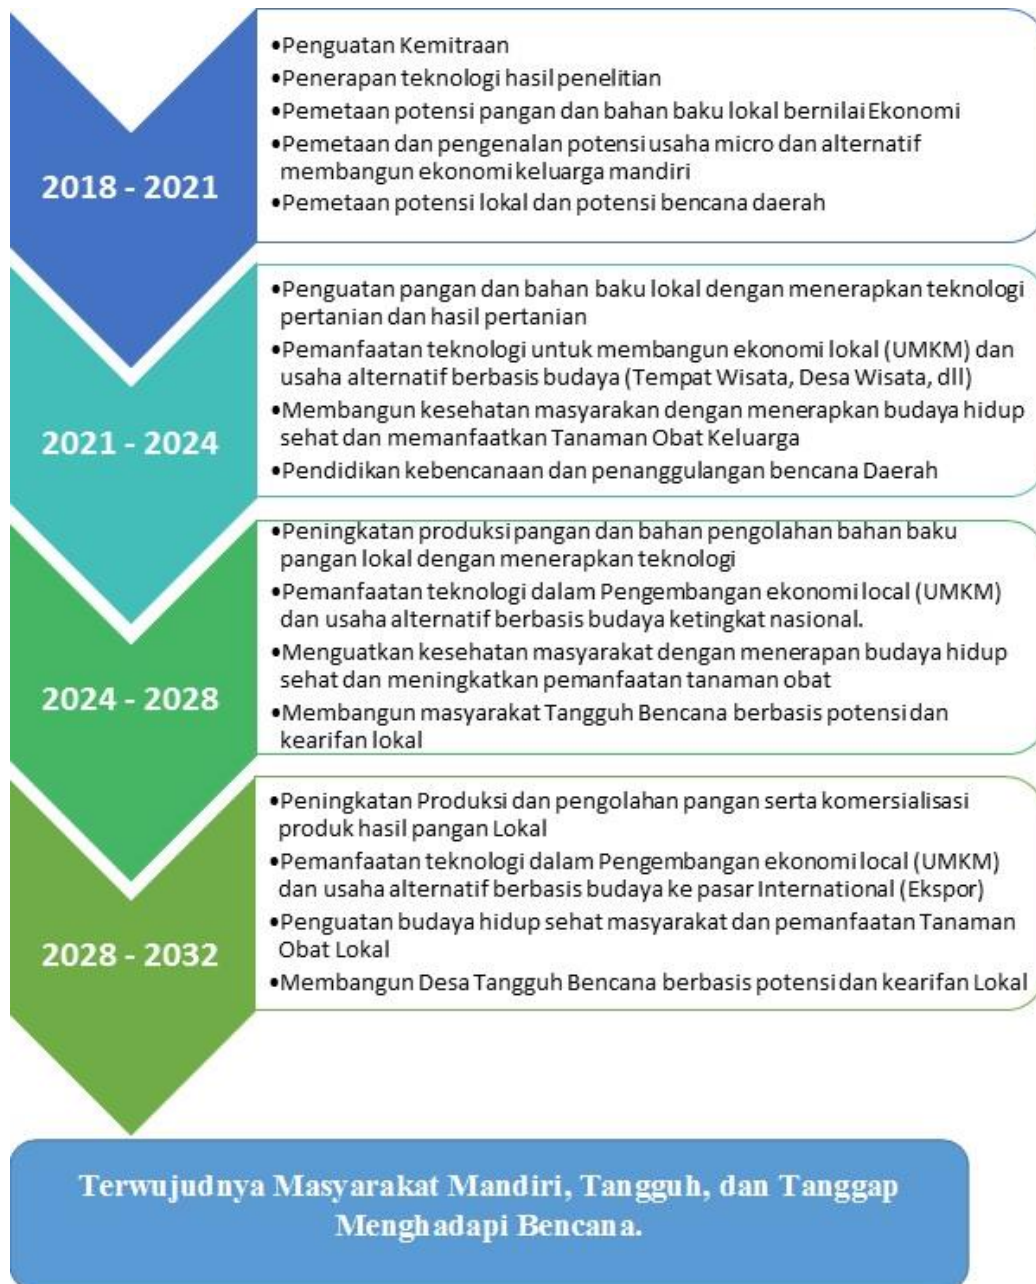 2018 - 2021
•Penguatan Kemitraan
•Penerapan teknologi hasil penelitian
•Pemetaan potensi pangan dan bahan baku lokal bernilai Ekonomi
•Pemetaan dan pengenalan potensi usaha micro dan alternatif
membangun ekonomi keluarga mandiri
•Pemetaan potensi lokal dan potensi bencana daerah
2021 - 2024
•Penguatan pangan dan bahan baku lokal dengan menerapkan teknologi
pertanian dan hasil pertanian
•Pemanfaatan teknologi untuk membangun ekonomi lokal (UMKM) dan
usaha alternatif berbasis budaya (Tempat Wisata, Desa Wisata, dll)
•Membangun kesehatan masyarakan dengan menerapkan budaya hidup
sehat dan memanfaatkan Tanaman Obat Keluarga
•Pendidikan kebencanaan dan penanggulangan bencana Daerah
2024 - 2028
•Peningkatan produksi pangan dan bahan pengolahan bahan baku
pangan lokal dengan menerapkan teknologi
•Pemanfaatan teknologi dalam Pengembangan ekonomi local (UMKM)
dan usaha alternatif berbasis budaya ketingkat nasional.
•Menguatkan kesehatan masyarakat dengan menerapan budaya hidup
sehat dan meningkatkan pemanfaatan tanaman obat
•Membangun masyarakat Tangguh Bencana berbasis potensi dan
kearifan lokal
2028 - 2032
•Peningkatan Produksi dan pengolahan pangan serta komersialisasi
produk hasil pangan Lokal
•Pemanfaatan teknologi dalam Pengembangan ekonomi local (UMKM)
dan usaha alternatif berbasis budaya ke pasar International (Ekspor)
•Penguatan budaya hidup sehat masyarakat dan pemanfaatan Tanaman
Obat Lokal
•Membangun Desa Tangguh Bencana berbasis potensi dan kearifan Lokal
Terwujudnya Masyarakat Mandiri, Tangguh, dan Tanggap
Menghadapi Bencana.